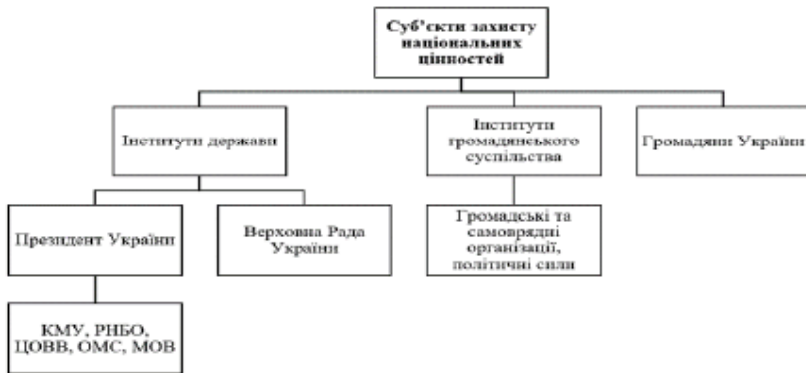 Суб’єкти захисту
національних
цінностей
Інститути держави
Інститути
громадянського
суспільства
Громадяни України
Президент України
Верховна Рада
України
Громадські та
самоврядні
організації,
політичні сили
КМУ, РНБО,
ЦОВВ, ОМС, МОВ